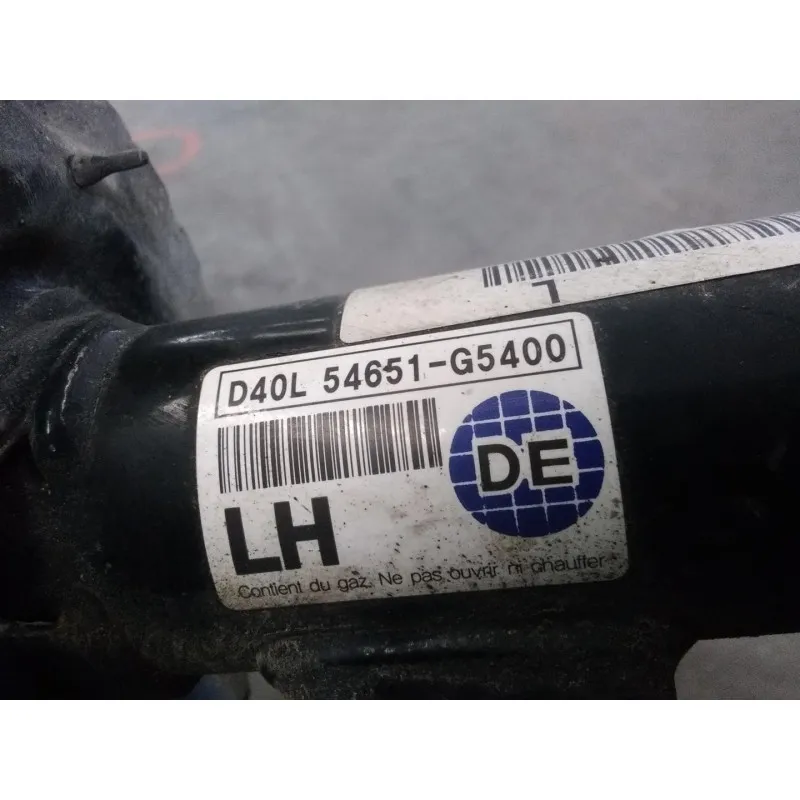 L
D40L 54651-G5400
DE
LH
Contient du gaz. Ne pas ouvrir ni chauffer